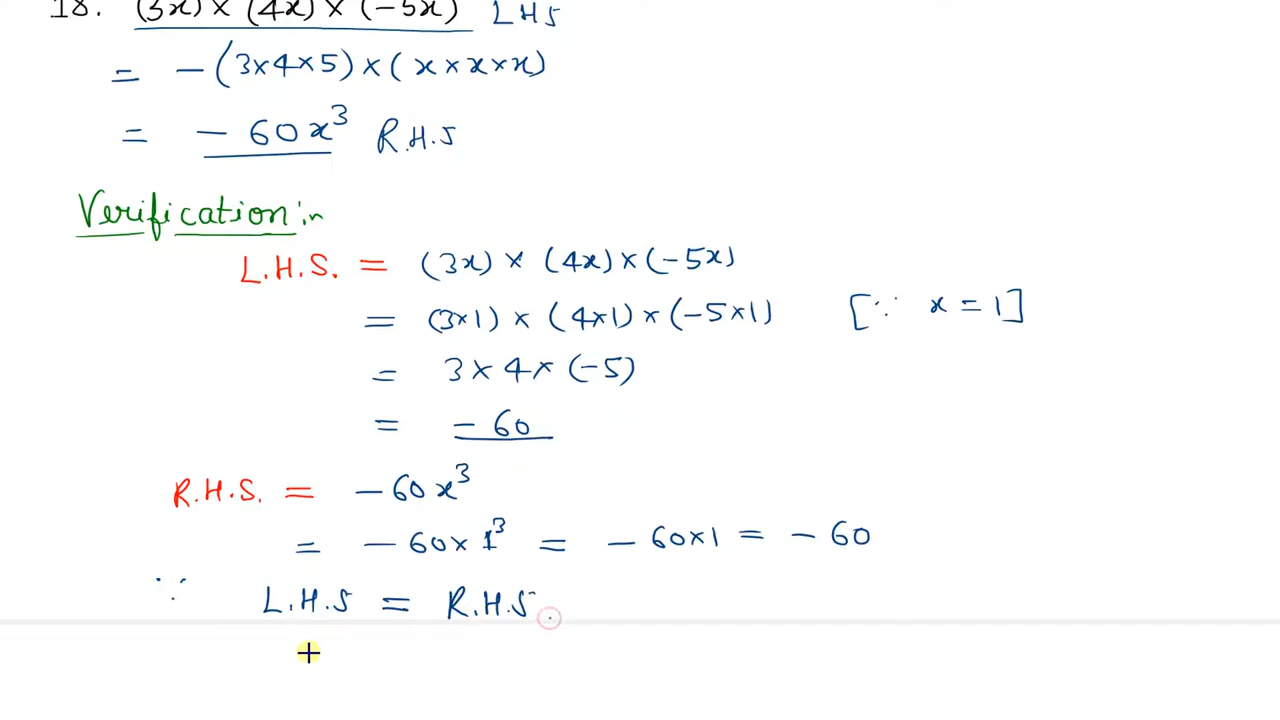 18. (3x) × (4x) × (-5x) LHS
= -(3×4×5) × (x×x×x)
= -60x³ R.H.S
Verification:~
L.H.S. = (3x) × (4x) × (-5x)
= (3×1) × (4×1) × (-5×1) [∵ x = 1]
= 3 × 4 × (-5)
= -60
R.H.S. = -60x³
= -60 × 1³ = -60×1 = -60
∵ L.H.S = R.H.S.